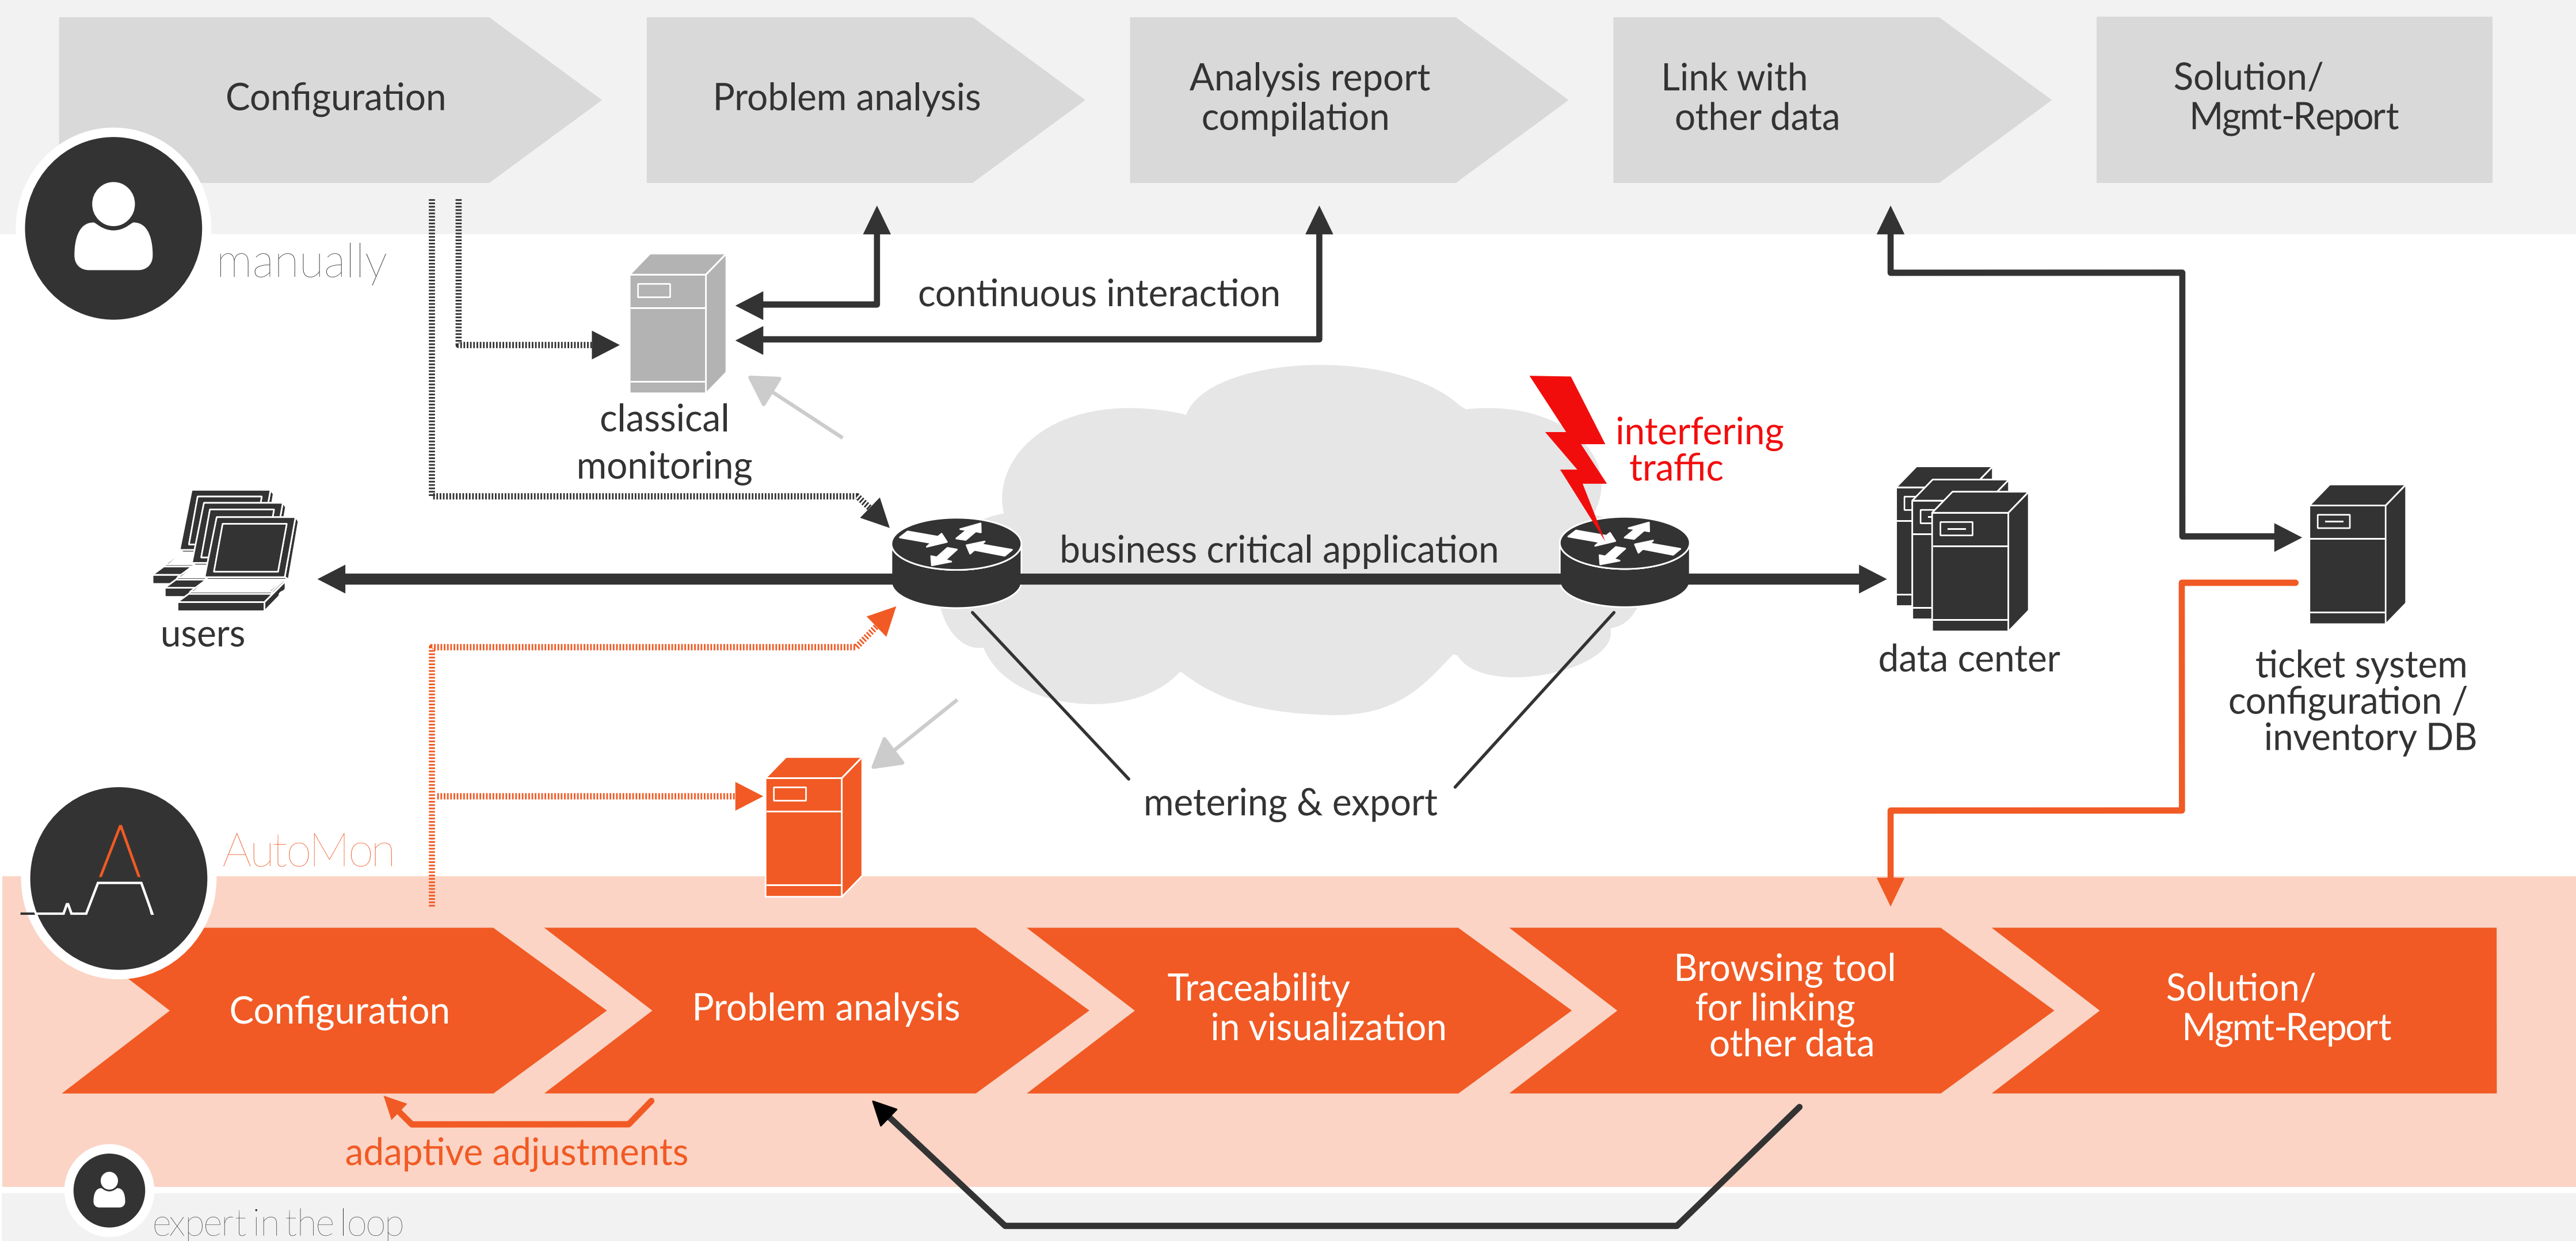 Configuration
Problem analysis
Analysis report
compilation
Link with
other data
Solution/
Mgmt-Report
manually
continuous interaction
classical
monitoring
interfering
traffic
business critical application
users
data center
ticket system
configuration /
inventory DB
metering & export
AutoMon
Configuration
Problem analysis
Traceability
in visualization
Browsing tool
for linking
other data
Solution/
Mgmt-Report
adaptive adjustments
expert in the loop